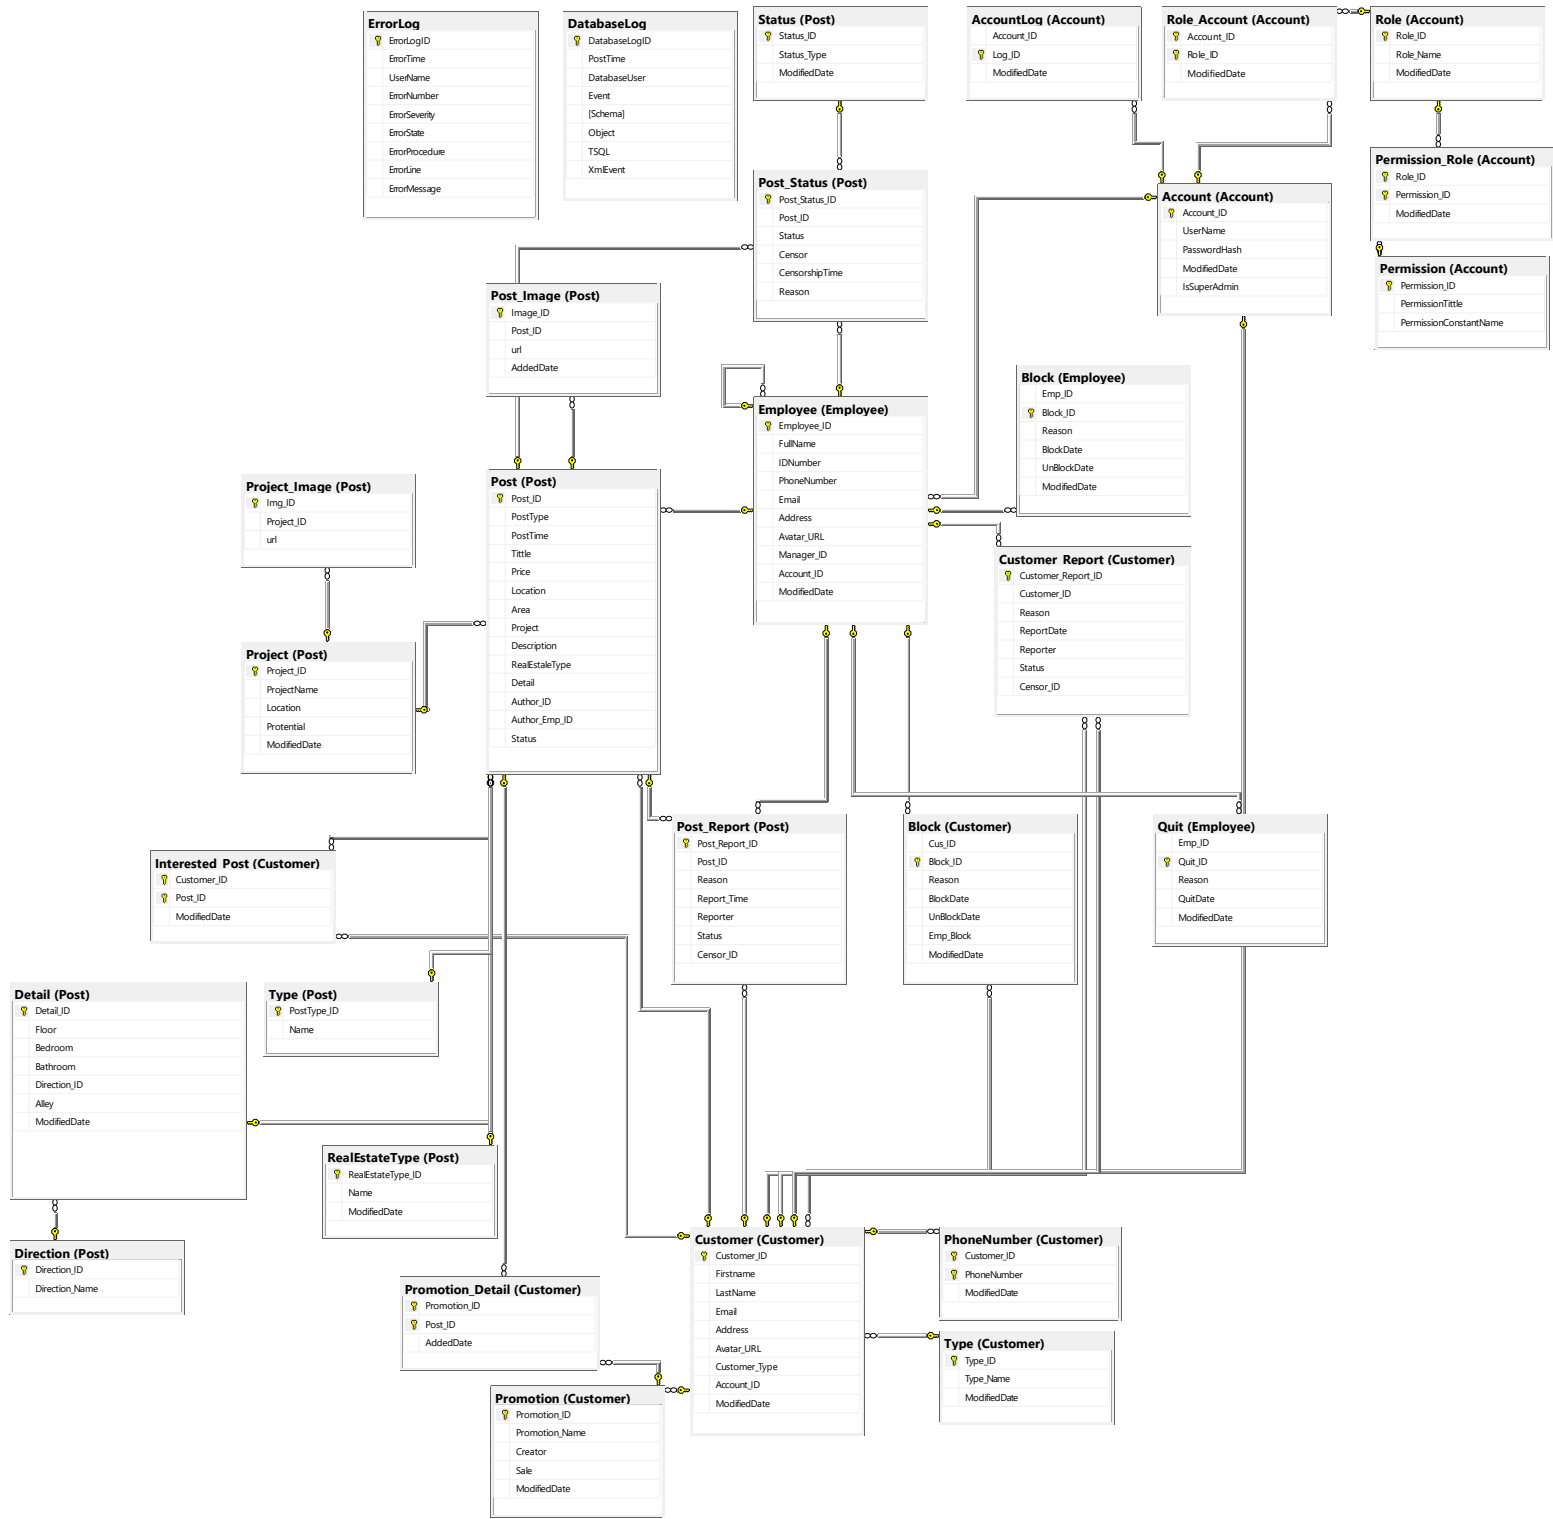 ErrorLog
ErrorLogID
ErrorTime
UserName
ErrorNumber
ErrorSeverity
ErrorState
ErrorProcedure
ErrorLine
ErrorMessage
DatabaseLog
DatabaseLogID
PostTime
DatabaseUser
Event
[Schema]
Object
TSQL
XmlEvent
Status (Post)
Status_ID
Status_Type
ModifiedDate
AccountLog (Account)
Account_ID
Log_ID
ModifiedDate
Role_Account (Account)
Account_ID
Role_ID
ModifiedDate
Role (Account)
Role_ID
Role_Name
ModifiedDate
Permission_Role (Account)
Role_ID
Permission_ID
ModifiedDate
Post_Status (Post)
Post_Status_ID
Post_ID
Status
Censor
CensorshipTime
Reason
Account (Account)
Account_ID
UserName
PasswordHash
ModifiedDate
IsSuperAdmin
Permission (Account)
Permission_ID
PermissionTittle
PermissionConstantName
Post_Image (Post)
Image_ID
Post_ID
url
AddedDate
Block (Employee)
Emp_ID
Block_ID
Reason
BlockDate
UnBlockDate
ModifiedDate
Employee (Employee)
Employee_ID
FullName
IDNumber
PhoneNumber
Email
Address
Avatar_URL
Manager_ID
Account_ID
ModifiedDate
Project_Image (Post)
Img_ID
Project_ID
url
Post (Post)
Post_ID
PostType
PostTime
Tittle
Price
Location
Area
Project
Description
RealEstaleType
Detail
Author_ID
Author_Emp_ID
Status
Customer_Report (Customer)
Customer_Report_ID
Customer_ID
Reason
ReportDate
Reporter
Status
Censor_ID
Project (Post)
Project_ID
ProjectName
Location
Protential
ModifiedDate
Post_Report (Post)
Post_Report_ID
Post_ID
Reason
Report_Time
Reporter
Status
Censor_ID
Block (Customer)
Cus_ID
Block_ID
Reason
BlockDate
UnBlockDate
Emp_Block
ModifiedDate
Quit (Employee)
Emp_ID
Quit_ID
Reason
QuitDate
ModifiedDate
Interested_Post (Customer)
Customer_ID
Post_ID
ModifiedDate
Detail (Post)
Detail_ID
Floor
Bedroom
Bathroom
Direction_ID
Alley
ModifiedDate
Type (Post)
PostType_ID
Name
RealEstateType (Post)
RealEstateType_ID
Name
ModifiedDate
Direction (Post)
Direction_ID
Direction_Name
Customer (Customer)
Customer_ID
Firstname
LastName
Email
Address
Avatar_URL
Customer_Type
Account_ID
ModifiedDate
PhoneNumber (Customer)
Customer_ID
PhoneNumber
ModifiedDate
Promotion_Detail (Customer)
Promotion_ID
Post_ID
AddedDate
Type (Customer)
Type_ID
Type_Name
ModifiedDate
Promotion (Customer)
Promotion_ID
Promotion_Name
Creator
Sale
ModifiedDate